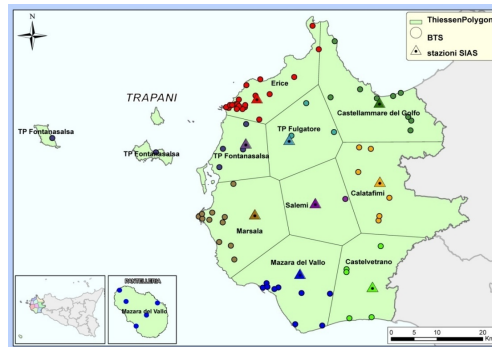 N
ThiessenPolygon
BTS
stazioni SIAS
TRAPANI
Erice
Castellammare del Golfo
TP Fulgatore
TP Fontanasalsa
TP Fontanasalsa
TP Fontanasalsa
Calatafimi
Salemi
Marsala
Mazara del Vallo
Castelvetrano
PANTELLERIA
Mazara del Vallo
0 5 10 20
Km